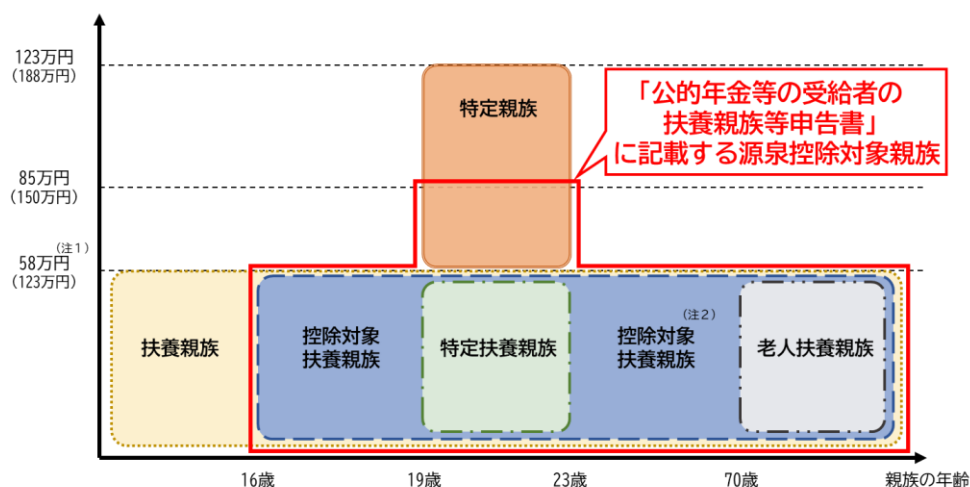 123万円
(188万円)
特定親族
「公的年金等の受給者の
扶養親族等申告書」
に記載する源泉控除対象親族
85万円
(150万円)
(注1)
58万円
(123万円)
扶養親族
控除対象
扶養親族
特定扶養親族
(注2)
控除対象
扶養親族
老人扶養親族
16歳
19歳
23歳
70歳
親族の年齢